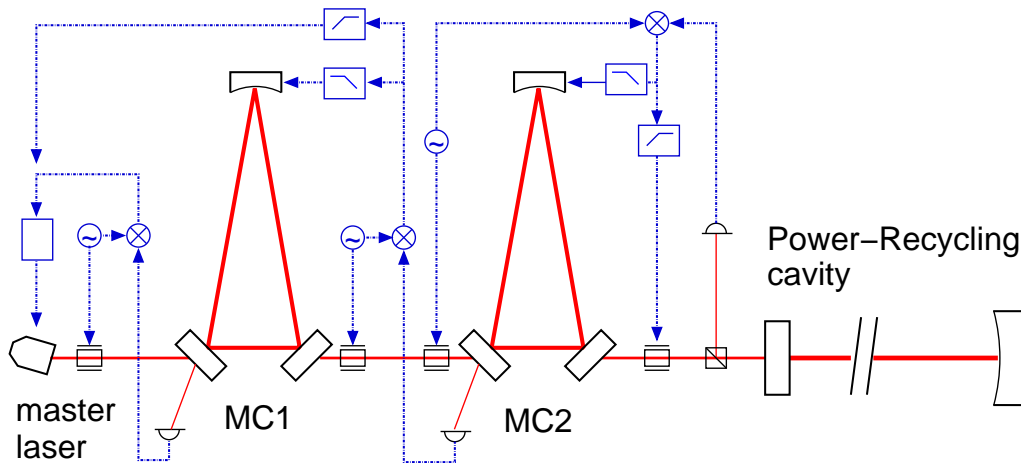 Power−Recycling
cavity
master
laser
MC1
MC2
~
~
~